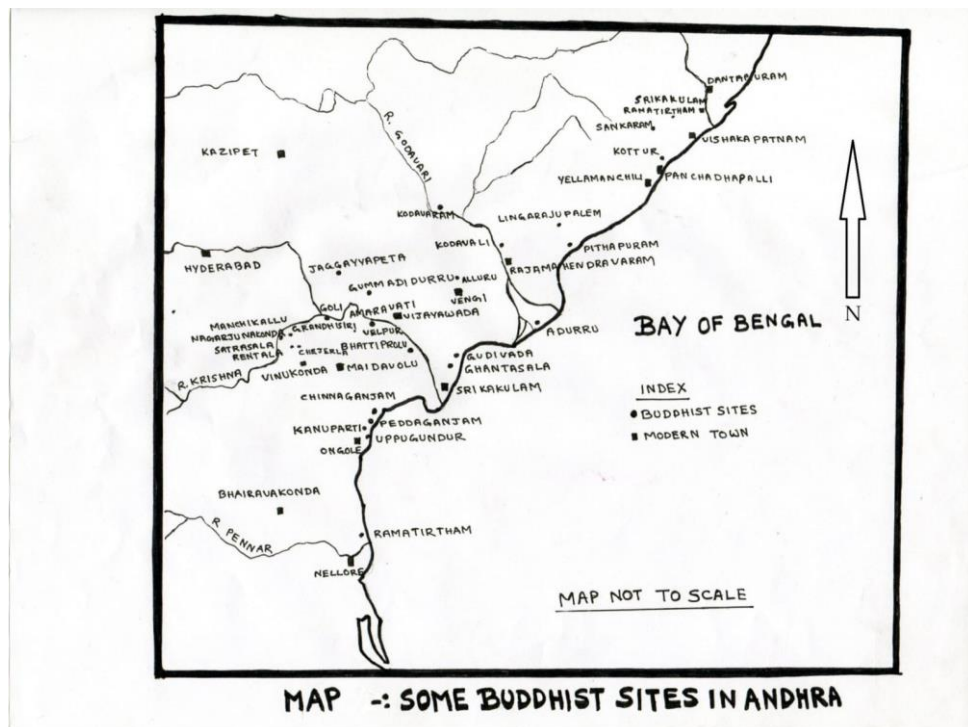 DANTAPURAM
SRIKAKULAM
RAMATIRTHAM
SANKARAM
VISHAKAPATNAM
KOTTUR
PANCHADHAPALLI
YELLAMANCHILI
R. GODAVARI
KAZIPET
KODAVARAM
LINGARAJUPALEM
KODAVALI
PITHAPURAM
RAJAMAHENDRAVARAM
HYDERABAD
JAGGAYYAPETA
GUMMADIDURRU
ALLURU
VENGI
GOLI
AMARAVATI
VIJAYAWADA
MANCHIKALLU
GRANDHISIRI
NAGARJUNAKONDA
VELPUR
ADURRU
SATRASALA
BHATTIPROLU
RENTALA
CHEJERLA
GUDIVADA
GHANTASALA
R. KRISHNA
VINUKONDA
MAIDAVOLU
SRIKAKULAM
CHINNAGANJAM
PEDDAGANJAM
KANUPARTI
UPPUGUNDUR
ONGOLE
BHAIRAVAKONDA
R. PENNAR
RAMATIRTHAM
NELLORE
BAY OF BENGAL
INDEX
BUDDHIST SITES
MODERN TOWN
N
MAP NOT TO SCALE
MAP -: SOME BUDDHIST SITES IN ANDHRA